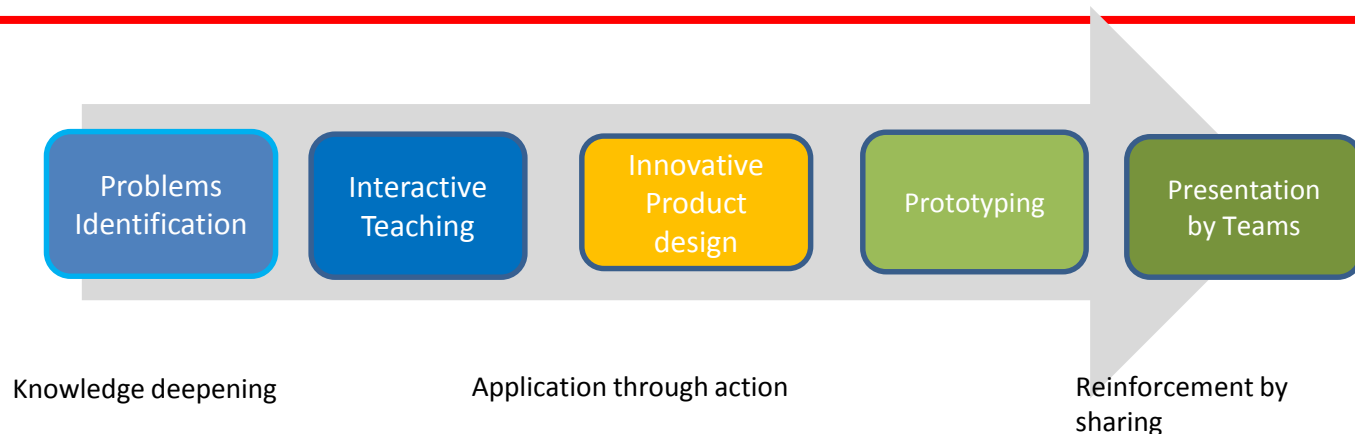 Problems
Identification
Interactive
Teaching
Innovative
Product
design
Prototyping
Presentation
by Teams
Knowledge deepening
Application through action
Reinforcement by
sharing